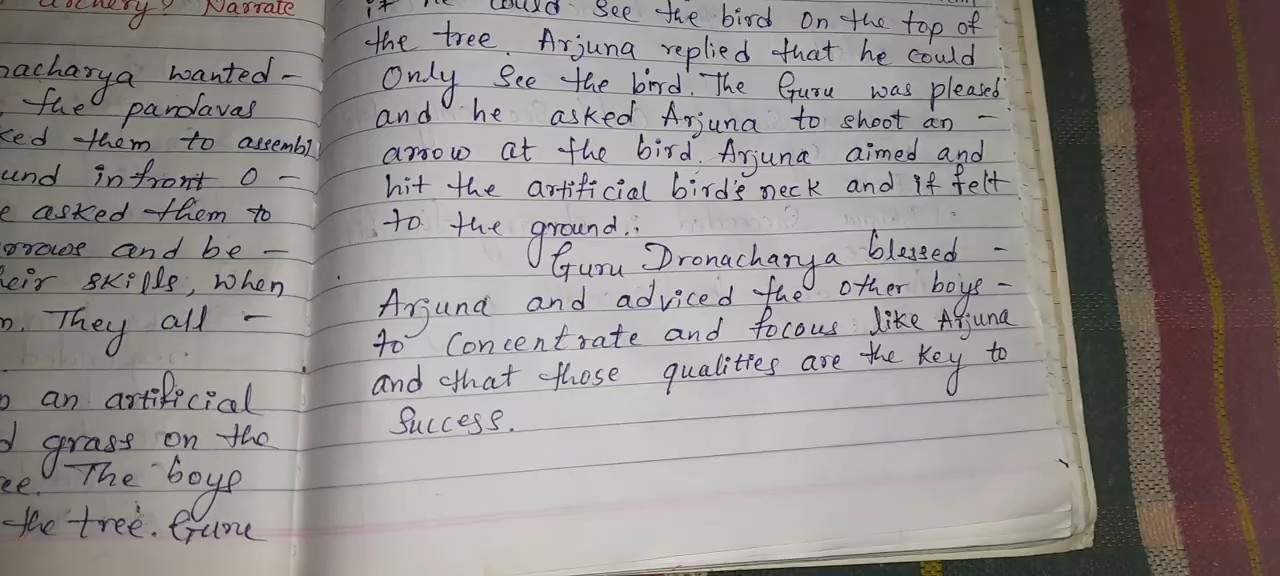 archery? Narrate
nacharya wanted -
the pandavas
ked them to assembl
und infront o -
e asked them to
rrows and be -
heir skills, when
n. They all -
an artificial
d grass on the
ee. The boys
the tree. Guru
if he could see the bird on the top of
the tree. Arjuna replied that he could
Only see the bird. The Guru was pleased
and he asked Arjuna to shoot an -
arrow at the bird. Arjuna aimed and
hit the artificial bird's neck and it felt
to the ground.
Guru Dronacharya blessed -
Arjuna and adviced the other boys -
to concentrate and focous like Arjuna
and that those qualities are the key to
Success.